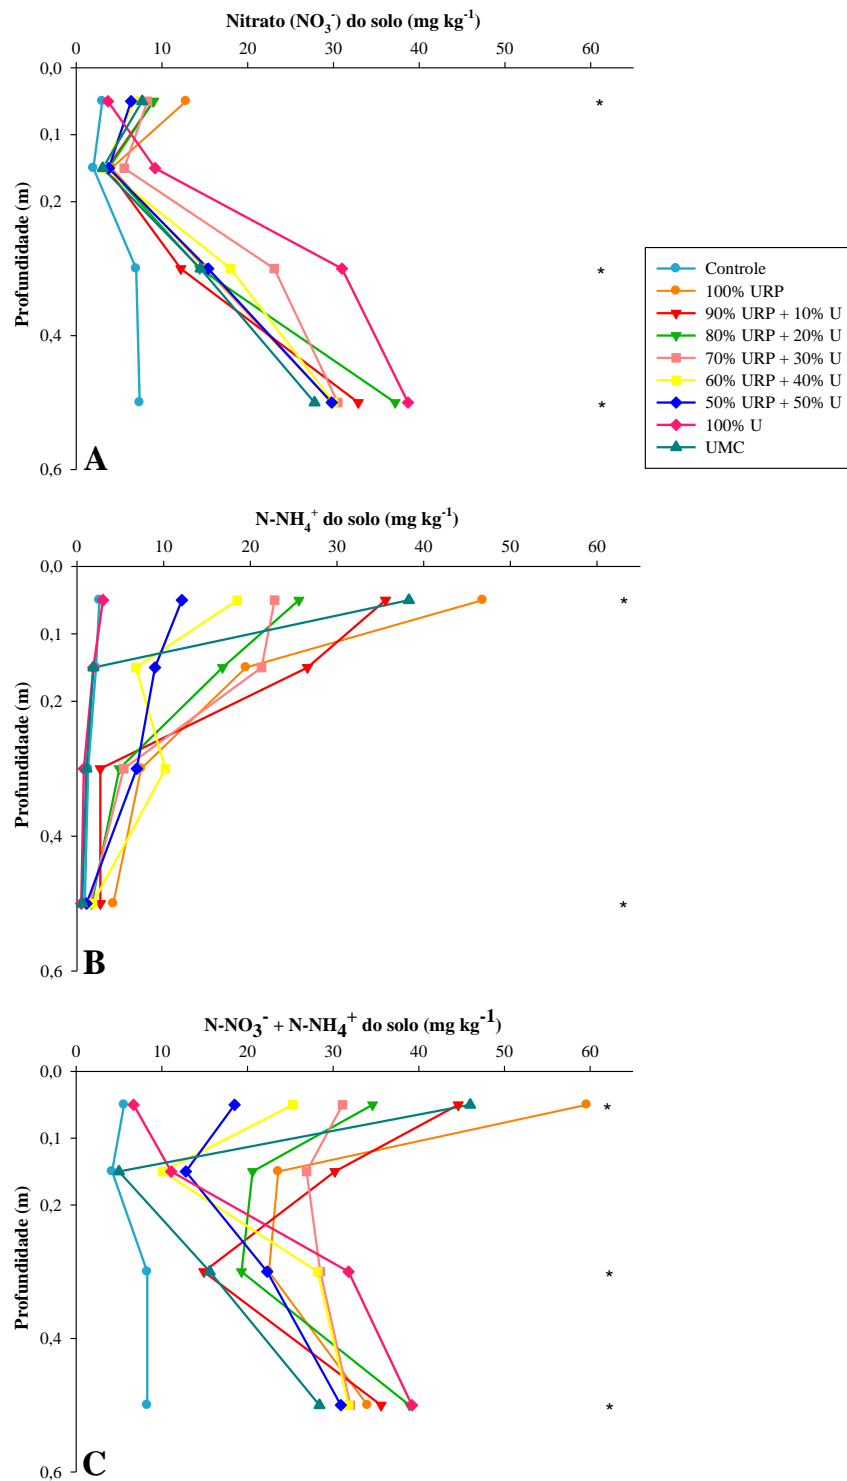 Nitrato (NO₃⁻) do solo (mg kg⁻¹)
0 10 20 30 40 50 60
0,0
*
0,1
0,2
*
Profundidade (m)
0,4
*
0,6
A
Controle
100% URP
90% URP + 10% U
80% URP + 20% U
70% URP + 30% U
60% URP + 40% U
50% URP + 50% U
100% U
UMC
N-NH₄⁺ do solo (mg kg⁻¹)
0 10 20 30 40 50 60
0,0
*
0,1
0,2
Profundidade (m)
0,4
*
0,6
B
N-NO₃⁻ + N-NH₄⁺ do solo (mg kg⁻¹)
0 10 20 30 40 50 60
0,0
*
0,1
0,2
*
Profundidade (m)
0,4
*
0,6
C